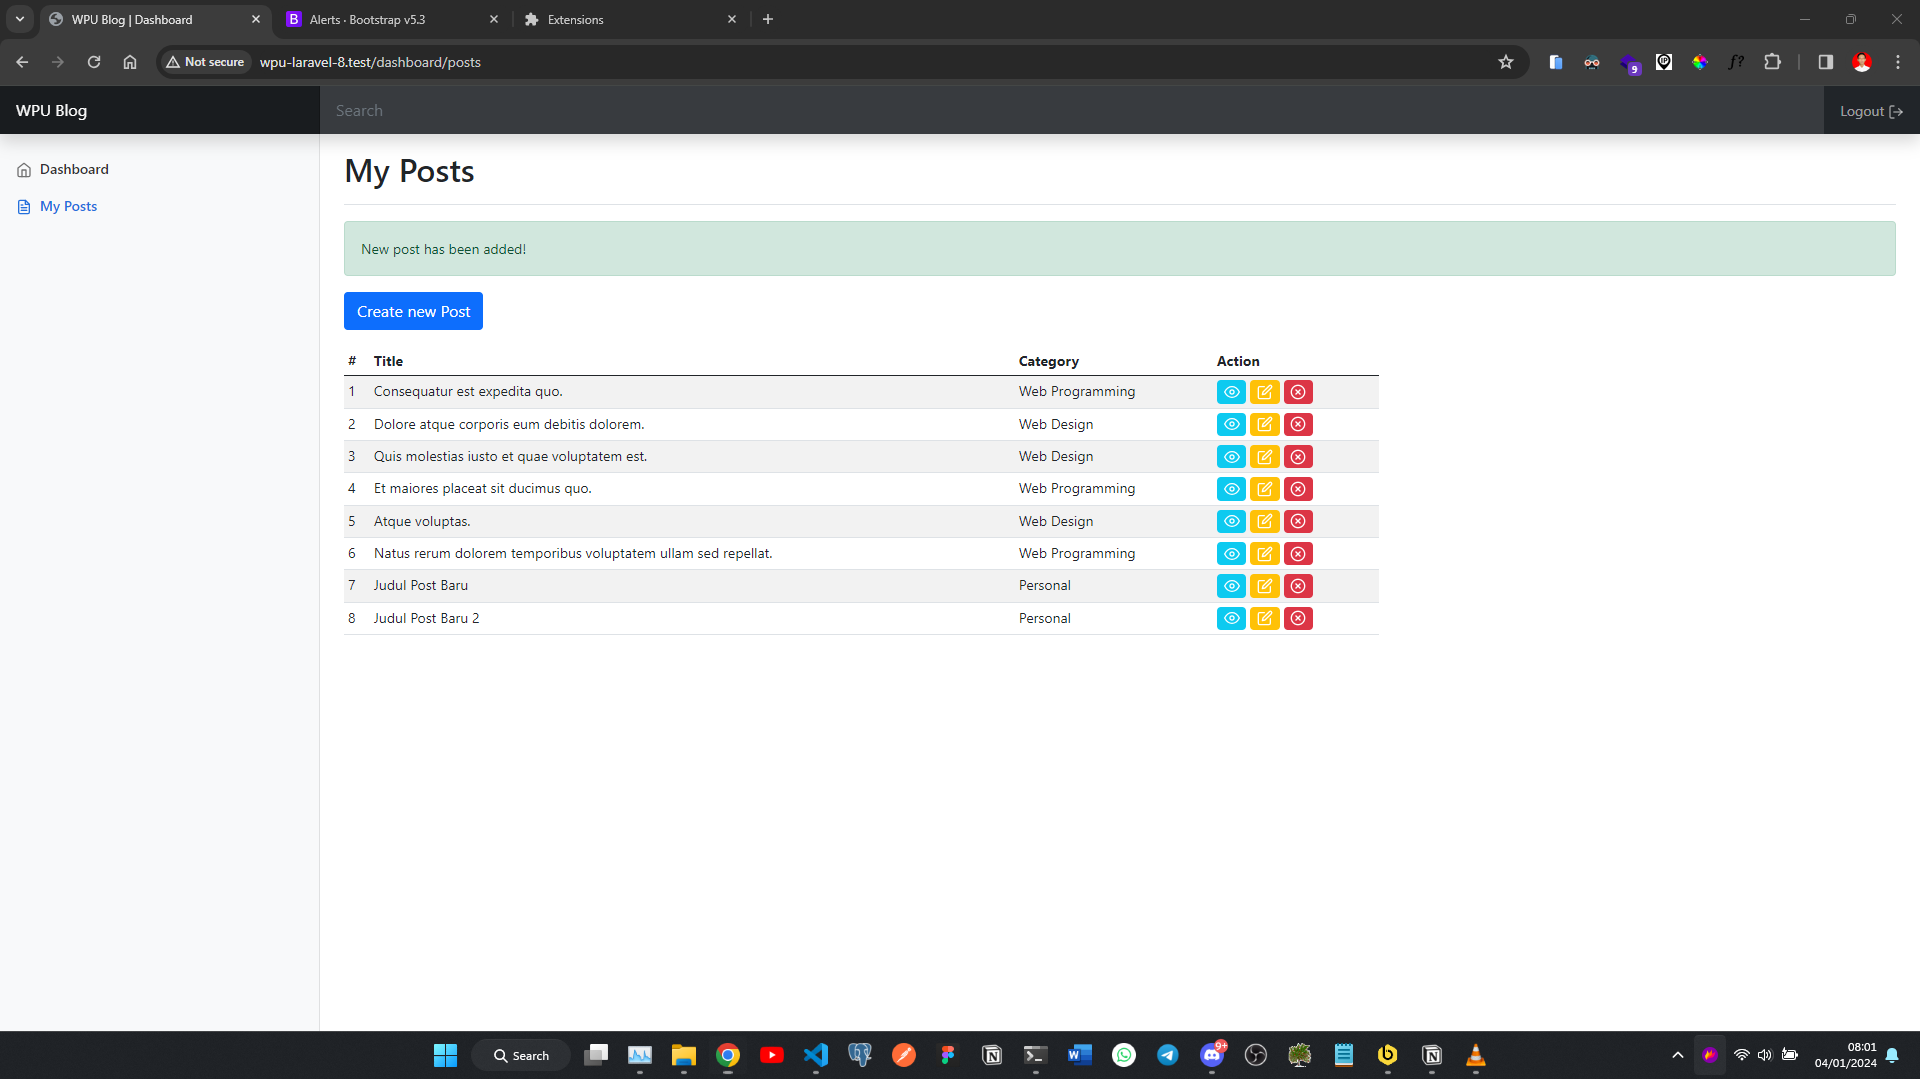 WPU Blog | Dashboard
Alerts · Bootstrap v5.3
Extensions
Not secure
wpu-laravel-8.test/dashboard/posts
9
f?
WPU Blog
Search
Logout
Dashboard
My Posts
My Posts
New post has been added!
Create new Post
# Title Category Action
1 Consequatur est expedita quo. Web Programming
2 Dolore atque corporis eum debitis dolorem. Web Design
3 Quis molestias iusto et quae voluptatem est. Web Design
4 Et maiores placeat sit ducimus quo. Web Programming
5 Atque voluptas. Web Design
6 Natus rerum dolorem temporibus voluptatem ullam sed repellat. Web Programming
7 Judul Post Baru Personal
8 Judul Post Baru 2 Personal
Search
9+
08:01
04/01/2024